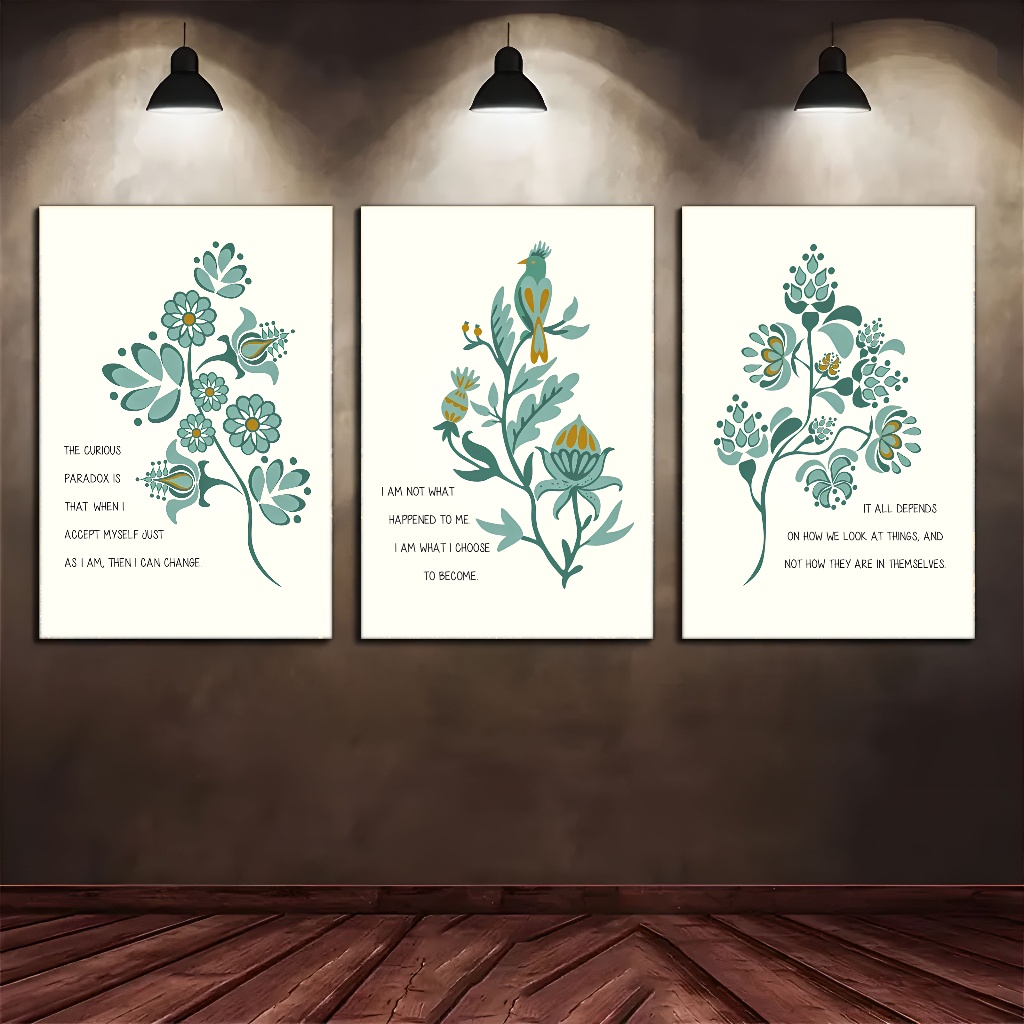 THE CURIOUS
PARADOX IS
THAT WHEN I
ACCEPT MYSELF JUST
AS I AM, THEN I CAN CHANGE
I AM NOT WHAT
HAPPENED TO ME.
I AM WHAT I CHOOSE
TO BECOME.
IT ALL DEPENDS
ON HOW WE LOOK AT THINGS, AND
NOT HOW THEY ARE IN THEMSELVES.